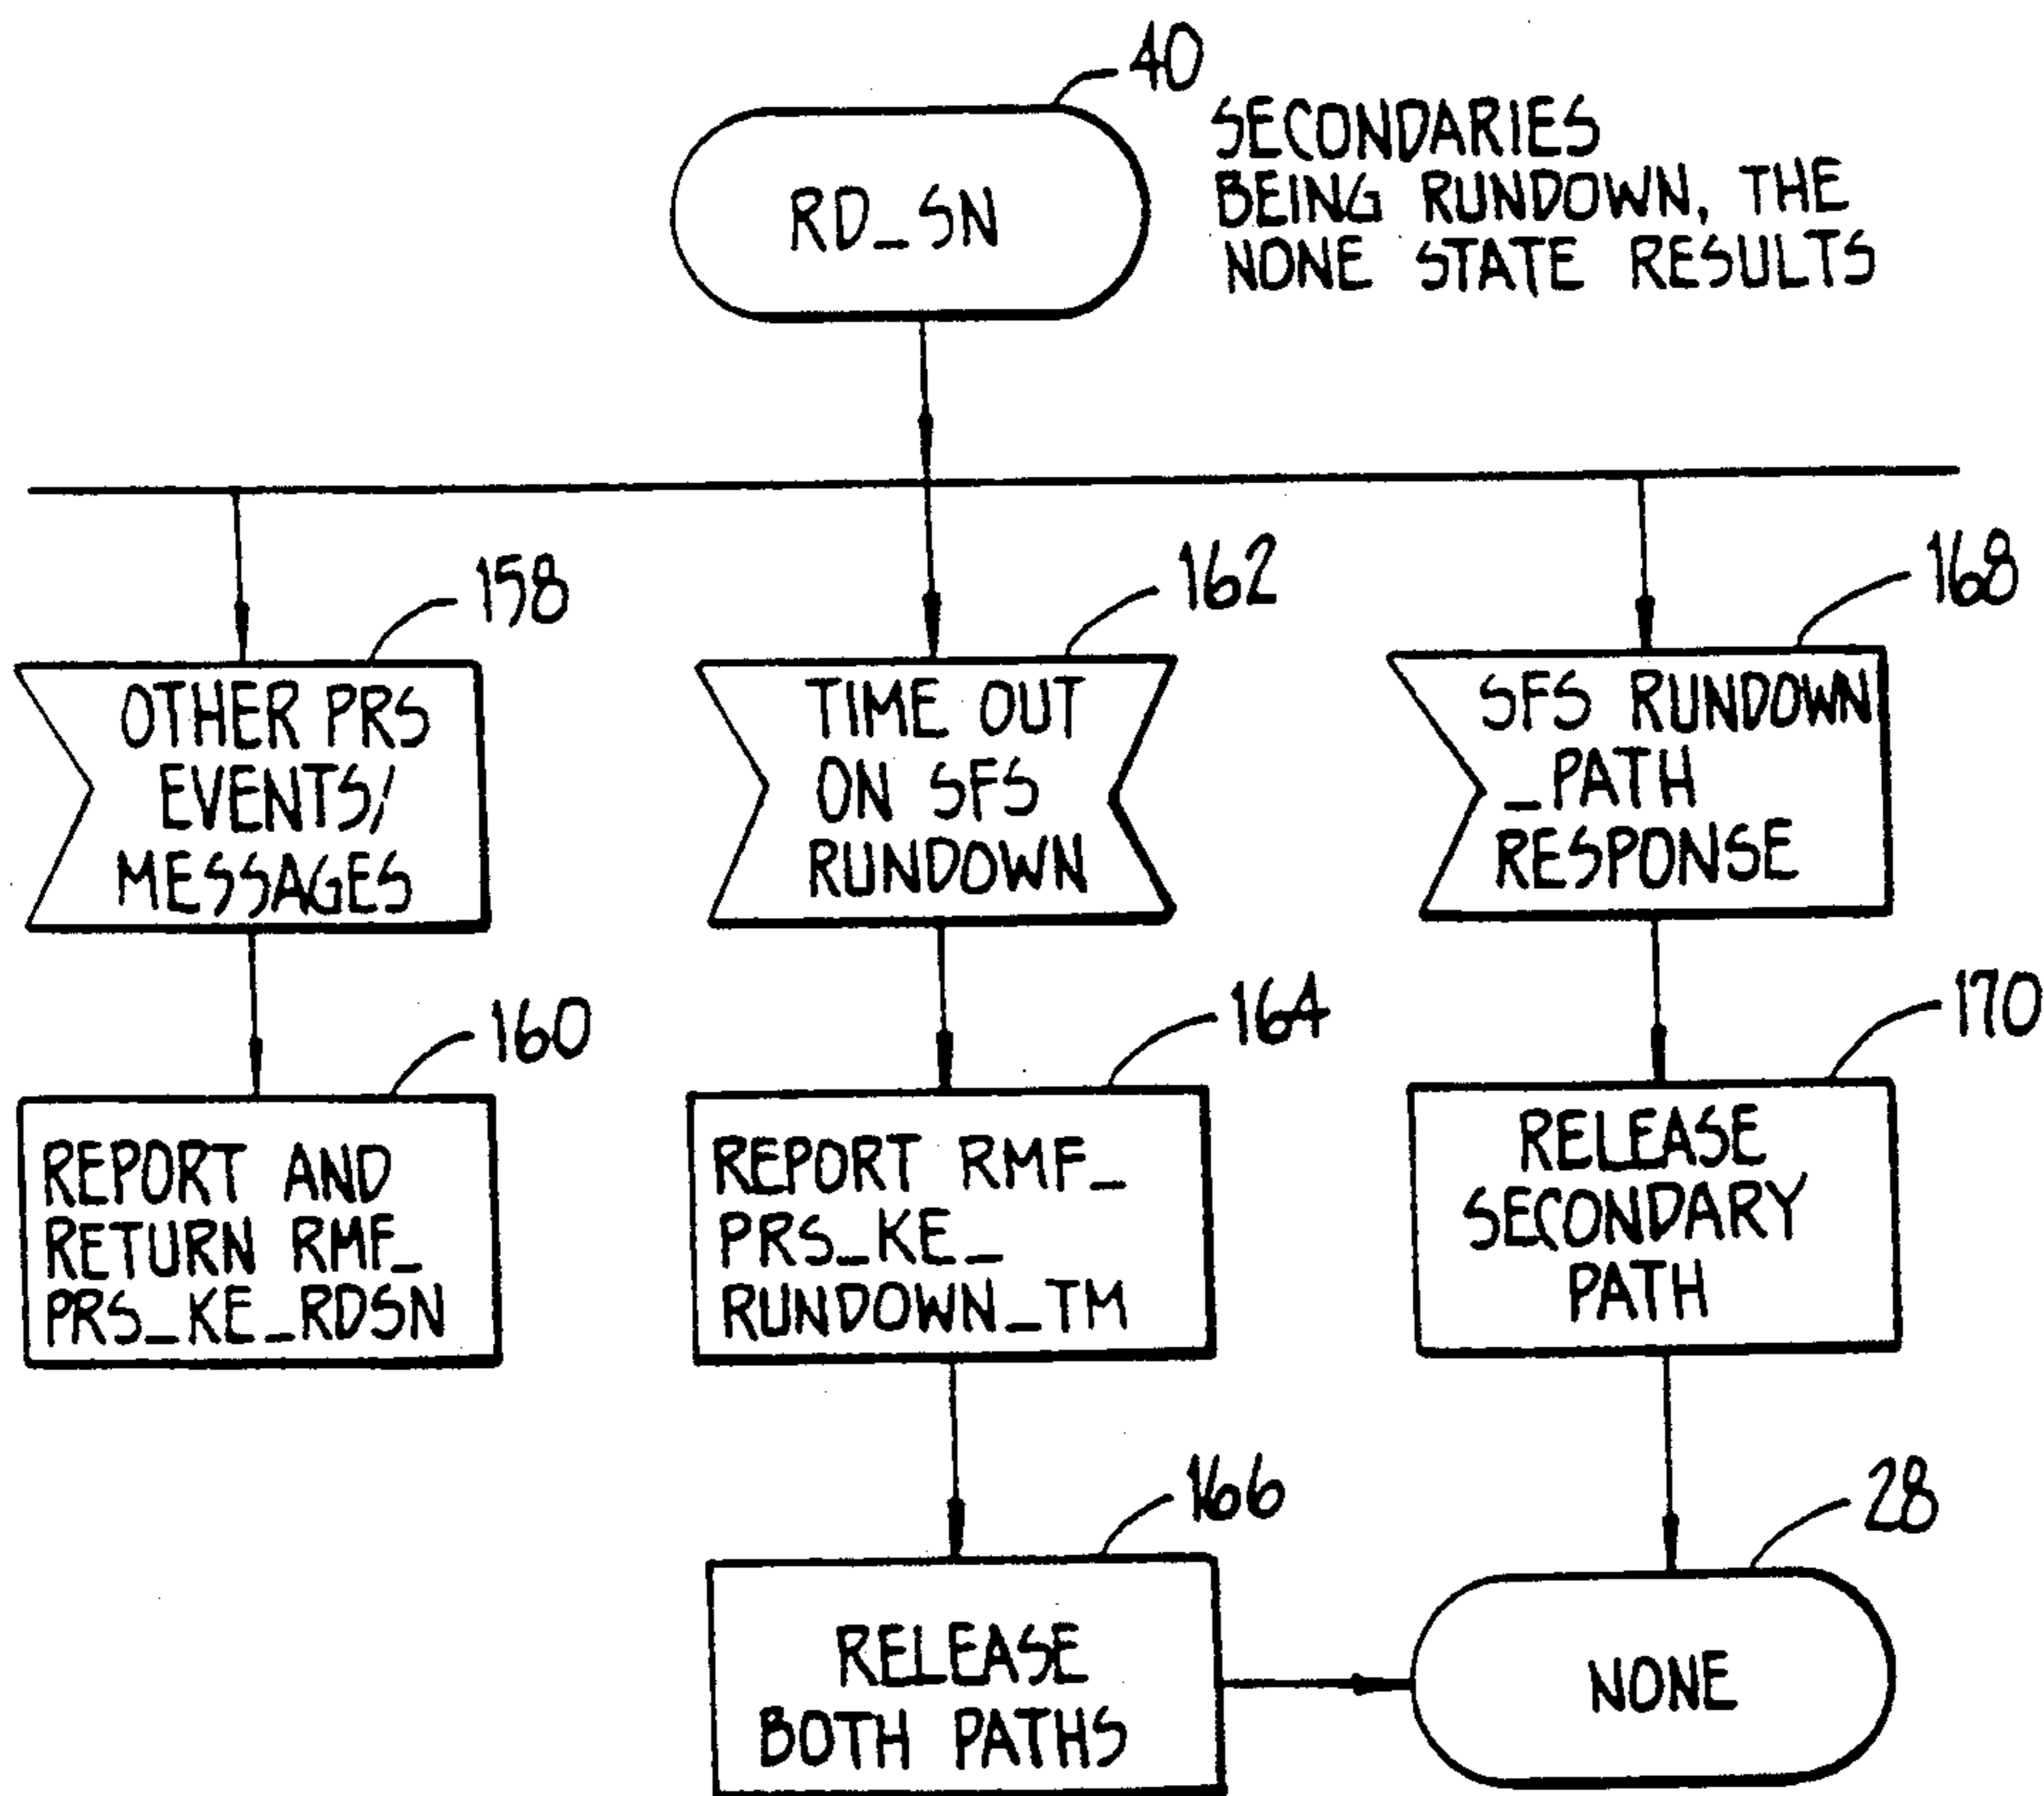 40
RD_SN
SECONDARIES
BEING RUNDOWN, THE
NONE STATE RESULTS
158
OTHER PRS
EVENTS/
MESSAGES
162
TIME OUT
ON SFS
RUNDOWN
168
SFS RUNDOWN
_PATH
RESPONSE
160
REPORT AND
RETURN RMF_
PRS_KE_RDSN
164
REPORT RMF_
PRS_KE_
RUNDOWN_TM
170
RELEASE
SECONDARY
PATH
166
RELEASE
BOTH PATHS
28
NONE